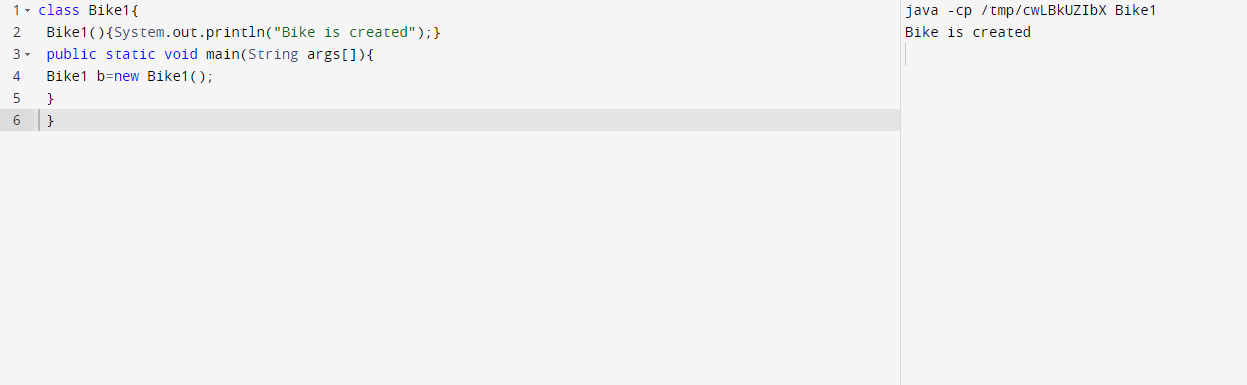 1 class Bike1{
2 Bike1(){System.out.println("Bike is created");}
3 public static void main(String args[]){
4 Bike1 b=new Bike1();
5 }
6 }
java -cp /tmp/cwLBkUZIbX Bike1
Bike is created